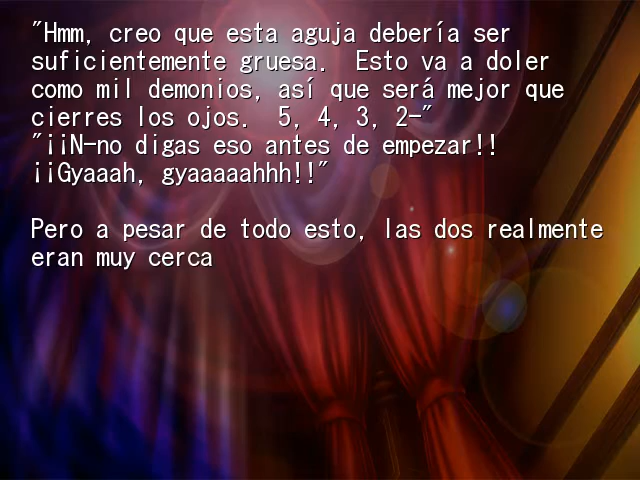 "Hmm, creo que esta aguja debería ser
suficientemente gruesa.  Esto va a doler
como mil demonios, así que será mejor que
cierres los ojos.  5, 4, 3, 2-"
"¡¡N-no digas eso antes de empezar!!
¡¡Gyaaah, gyaaaaahhh!!"
Pero a pesar de todo esto, las dos realmente
eran muy cerca